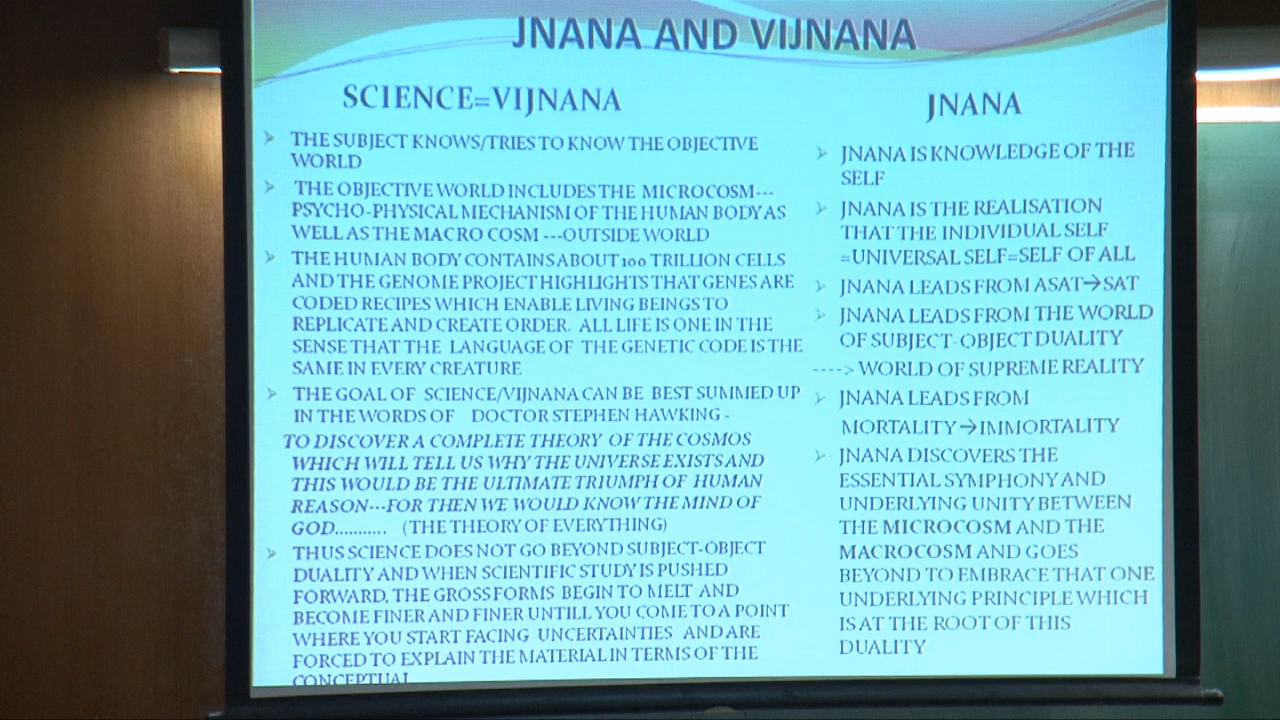 JNANA AND VIJNANA
SCIENCE=VIJNANA
THE SUBJECT KNOWS/TRIES TO KNOW THE OBJECTIVE
WORLD
THE OBJECTIVE WORLD INCLUDES THE MICROCOSM---
PSYCHO-PHYSICAL MECHANISM OF THE HUMAN BODY AS
WELL AS THE MACRO COSM ---OUTSIDE WORLD
THE HUMAN BODY CONTAINS ABOUT 100 TRILLION CELLS
AND THE GENOME PROJECT HIGHLIGHTS THAT GENES ARE
CODED RECIPES WHICH ENABLE LIVING BEINGS TO
REPLICATE AND CREATE ORDER. ALL LIFE IS ONE IN THE
SENSE THAT THE LANGUAGE OF THE GENETIC CODE IS THE
SAME IN EVERY CREATURE
THE GOAL OF SCIENCE/VIJNANA CAN BE BEST SUMMED UP
IN THE WORDS OF DOCTOR STEPHEN HAWKING -
TO DISCOVER A COMPLETE THEORY OF THE COSMOS
WHICH WILL TELL US WHY THE UNIVERSE EXISTS AND
THIS WOULD BE THE ULTIMATE TRIUMPH OF HUMAN
REASON---FOR THEN WE WOULD KNOW THE MIND OF
GOD........... (THE THEORY OF EVERYTHING)
THUS SCIENCE DOES NOT GO BEYOND SUBJECT-OBJECT
DUALITY AND WHEN SCIENTIFIC STUDY IS PUSHED
FORWARD, THE GROSS FORMS BEGIN TO MELT AND
BECOME FINER AND FINER UNTILL YOU COME TO A POINT
WHERE YOU START FACING UNCERTAINTIES AND ARE
FORCED TO EXPLAIN THE MATERIAL IN TERMS OF THE
CONCEPTUAL
JNANA
JNANA IS KNOWLEDGE OF THE
SELF
JNANA IS THE REALISATION
THAT THE INDIVIDUAL SELF
=UNIVERSAL SELF=SELF OF ALL
JNANA LEADS FROM ASAT→SAT
JNANA LEADS FROM THE WORLD
OF SUBJECT-OBJECT DUALITY
----> WORLD OF SUPREME REALITY
JNANA LEADS FROM
MORTALITY→IMMORTALITY
JNANA DISCOVERS THE
ESSENTIAL SYMPHONY AND
UNDERLYING UNITY BETWEEN
THE MICROCOSM AND THE
MACROCOSM AND GOES
BEYOND TO EMBRACE THAT ONE
UNDERLYING PRINCIPLE WHICH
IS AT THE ROOT OF THIS
DUALITY